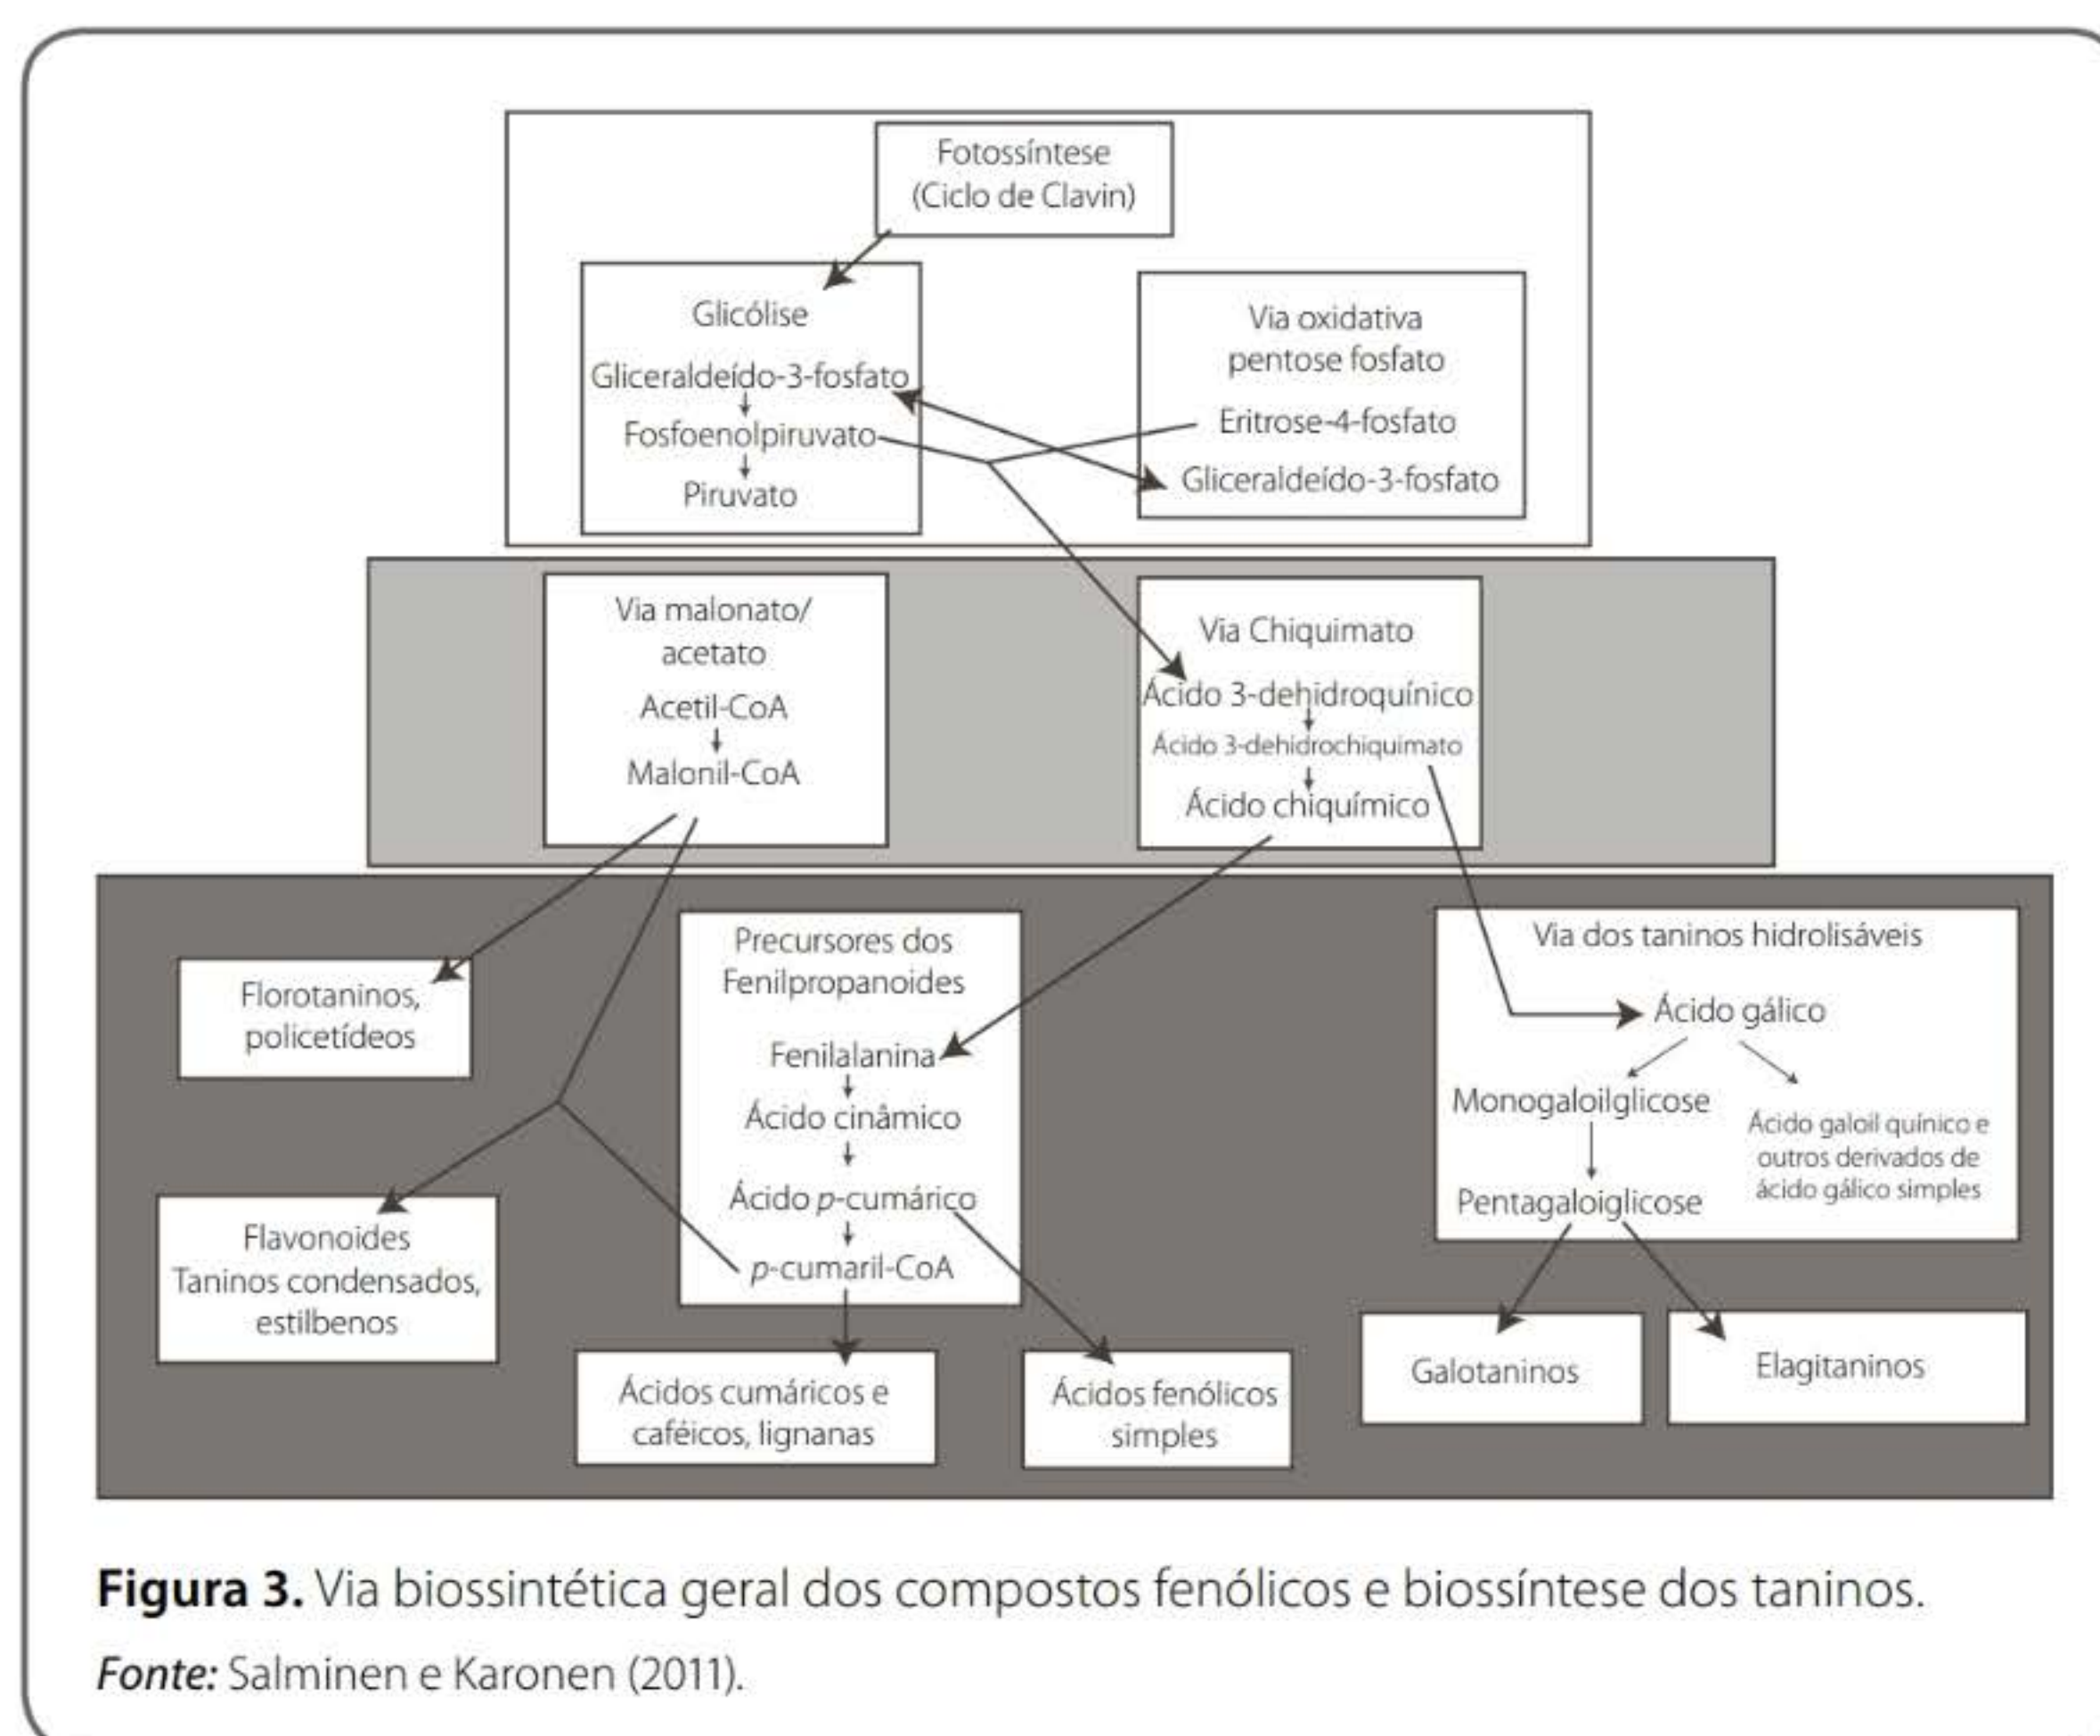 Fotossíntese
(Ciclo de Clavin)
Glicólise
Gliceraldeído-3-fosfato
Fosfoenolpiruvato
Piruvato
Via oxidativa
pentose fosfato
Eritrose-4-fosfato
Gliceraldeído-3-fosfato
Via malonato/
acetato
Acetil-CoA
Malonil-CoA
Via Chiquimato
Ácido 3-dehidroquínico
Ácido 3-dehidrochiquimato
Ácido chiquímico
Florotaninos,
policetídeos
Precursores dos
Fenilpropanoides
Fenilalanina
Ácido cinâmico
Ácido p-cumárico
p-cumaril-CoA
Via dos taninos hidrolisáveis
Ácido gálico
Monogaloilglicose
Ácido galoil quínico e
outros derivados de
ácido gálico simples
Pentagaloiglicose
Flavonoides
Taninos condensados,
estilbenos
Ácidos cumáricos e
caféicos, lignanas
Ácidos fenólicos
simples
Galotaninos
Elagitaninos
Figura 3. Via biossintética geral dos compostos fenólicos e biossíntese dos taninos.
Fonte: Salminen e Karonen (2011).